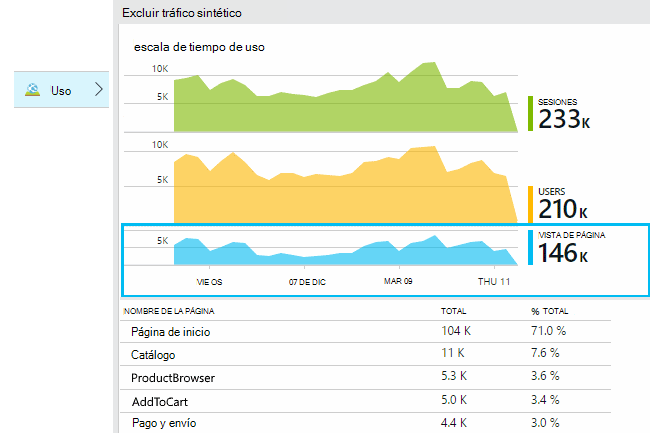 Excluir tráfico sintético
Uso
escala de tiempo de uso
10K
5K
SESIONES
233K
10K
5K
USERS
210 K
5K
VISTA DE PÁGINA
146K
VIE OS 07 DE DIC MAR 09 THU 11
NOMBRE DE LA PÁGINA TOTAL % TOTAL
Página de inicio 104 K 71.0 %
Catálogo 11 K 7.6 %
ProductBrowser 5.3 K 3.6 %
AddToCart 5.0 K 3.4 %
Pago y envío 4.4 K 3.0 %